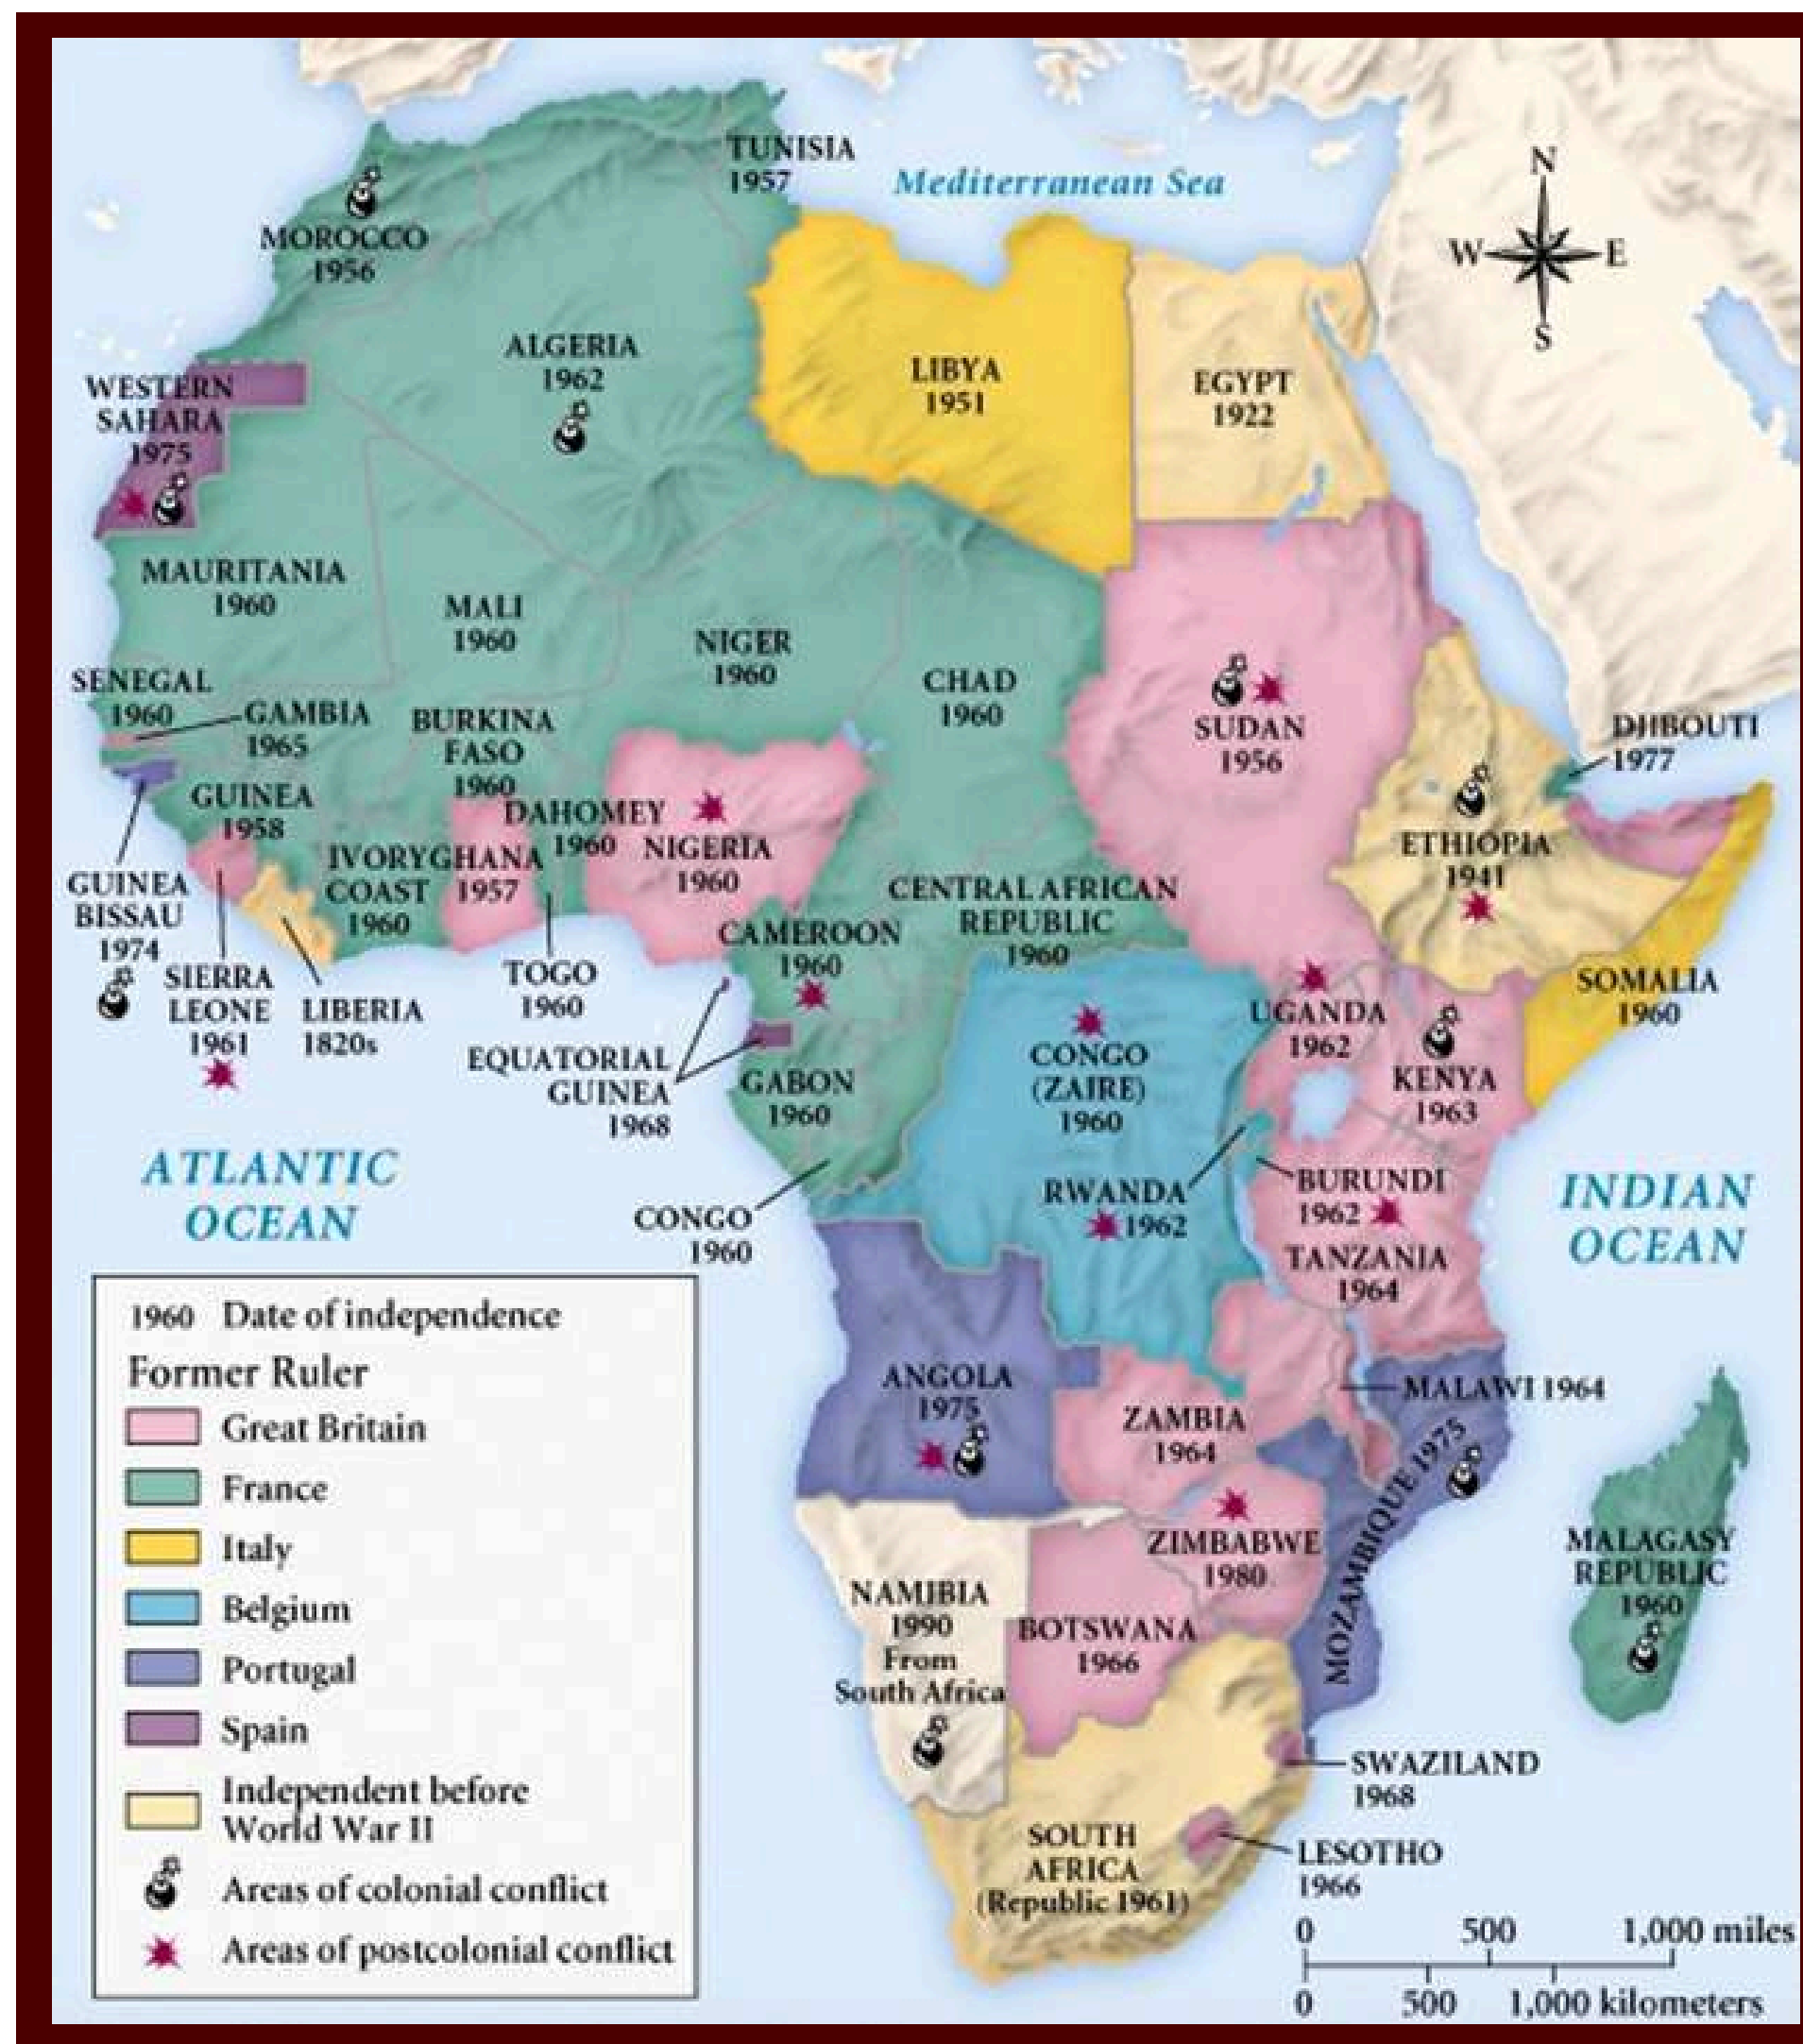 TUNISIA
1957
Mediterranean Sea
N
W
E
S
MOROCCO
1956
ALGERIA
1962
LIBYA
1951
EGYPT
1922
WESTERN
SAHARA
1975
MAURITANIA
1960
MALI
1960
NIGER
1960
CHAD
1960
SUDAN
1956
SENEGAL
1960
GAMBIA
1965
BURKINA
FASO
1960
DJIBOUTI
1977
GUINEA
1958
DAHOMEY
1960
NIGERIA
1960
ETHIOPIA
1941
IVORY
COAST
1960
GHANA
1957
GUINEA
BISSAU
1974
CENTRAL AFRICAN
REPUBLIC
1960
CAMEROON
1960
SIERRA
LEONE
1961
LIBERIA
1820s
TOGO
1960
SOMALIA
1960
UGANDA
1962
EQUATORIAL
GUINEA
1968
GABON
1960
CONGO
(ZAIRE)
1960
KENYA
1963
ATLANTIC
OCEAN
CONGO
1960
RWANDA
1962
BURUNDI
1962
INDIAN
OCEAN
TANZANIA
1964
ANGOLA
1975
ZAMBIA
1964
MALAWI 1964
MOZAMBIQUE 1975
ZIMBABWE
1980
MALAGASY
REPUBLIC
1960
NAMIBIA
1990
From
South Africa
BOTSWANA
1966
SWAZILAND
1968
SOUTH
AFRICA
(Republic 1961)
LESOTHO
1966
1960 Date of independence
Former Ruler
Great Britain
France
Italy
Belgium
Portugal
Spain
Independent before
World War II
Areas of colonial conflict
Areas of postcolonial conflict
0 500 1,000 miles
0 500 1,000 kilometers